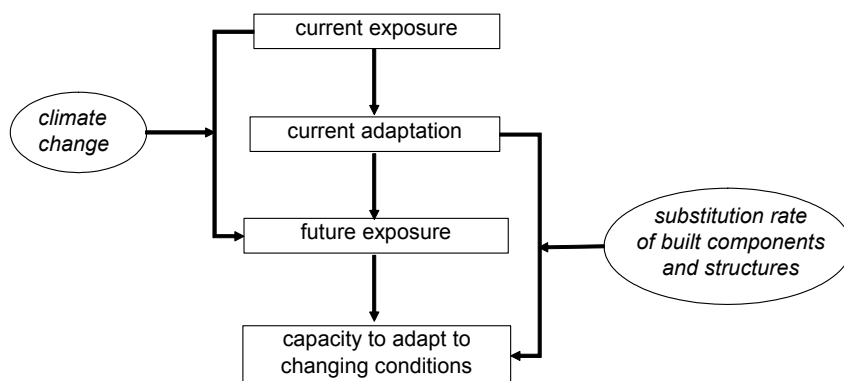 current exposure
climate
change
current adaptation
substitution rate
of built components
and structures
future exposure
capacity to adapt to
changing conditions